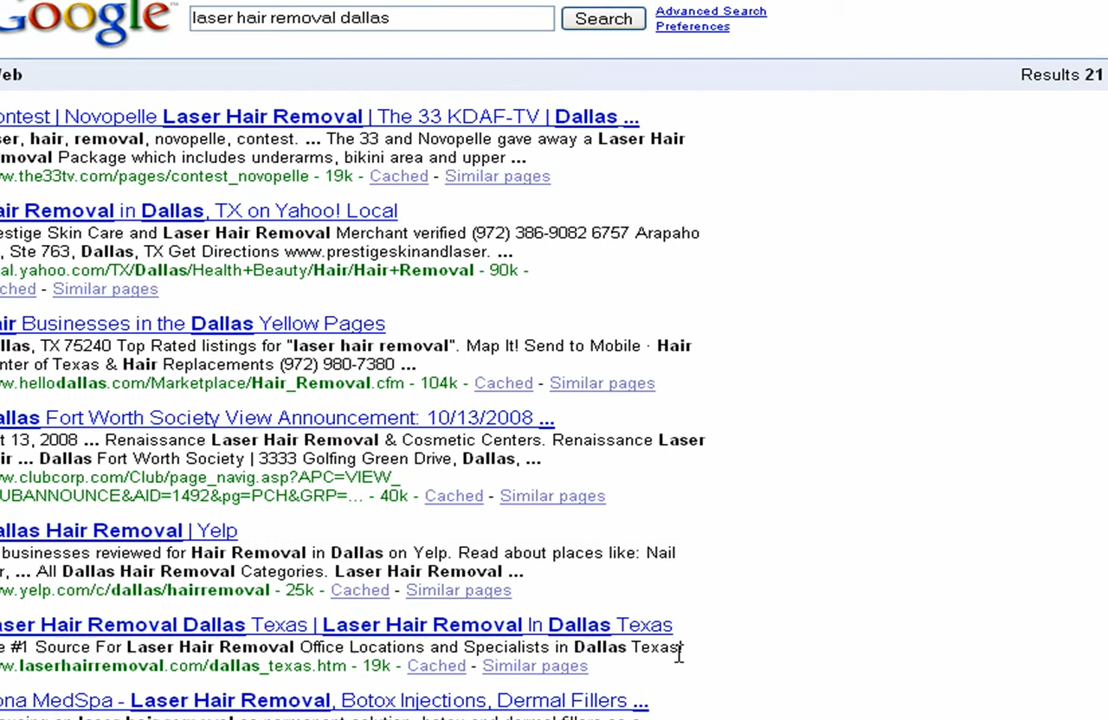 Google
laser hair removal dallas
Search
Advanced Search
Preferences
eb
Results 21
ontest | Novopelle Laser Hair Removal | The 33 KDAF-TV | Dallas ...
ser, hair, removal, novopelle, contest. ... The 33 and Novopelle gave away a Laser Hair
moval Package which includes underarms, bikini area and upper ...
w.the33tv.com/pages/contest_novopelle - 19k - Cached - Similar pages
air Removal in Dallas, TX on Yahoo! Local
estige Skin Care and Laser Hair Removal Merchant verified (972) 386-9082 6757 Arapaho
, Ste 763, Dallas, TX Get Directions www.prestigeskinandlaser. ...
al.yahoo.com/TX/Dallas/Health+Beauty/Hair/Hair+Removal - 90k -
ched - Similar pages
air Businesses in the Dallas Yellow Pages
llas, TX 75240 Top Rated listings for "laser hair removal". Map It! Send to Mobile · Hair
nter of Texas & Hair Replacements (972) 980-7380 ...
w.hellodallas.com/Marketplace/Hair_Removal.cfm - 104k - Cached - Similar pages
allas Fort Worth Society View Announcement: 10/13/2008 ...
t 13, 2008 ... Renaissance Laser Hair Removal & Cosmetic Centers. Renaissance Laser
ir ... Dallas Fort Worth Society | 3333 Golfing Green Drive, Dallas, ...
w.clubcorp.com/Club/page_navig.asp?APC=VIEW_
UBANNOUNCE&AID=1492&pg=PCH&GRP=... - 40k - Cached - Similar pages
allas Hair Removal | Yelp
businesses reviewed for Hair Removal in Dallas on Yelp. Read about places like: Nail
r, ... All Dallas Hair Removal Categories. Laser Hair Removal ...
w.yelp.com/c/dallas/hairremoval - 25k - Cached - Similar pages
aser Hair Removal Dallas Texas | Laser Hair Removal In Dallas Texas
e #1 Source For Laser Hair Removal Office Locations and Specialists in Dallas Texas
w.laserhairremoval.com/dallas_texas.htm - 19k - Cached - Similar pages
ona MedSpa - Laser Hair Removal, Botox Injections, Dermal Fillers ...